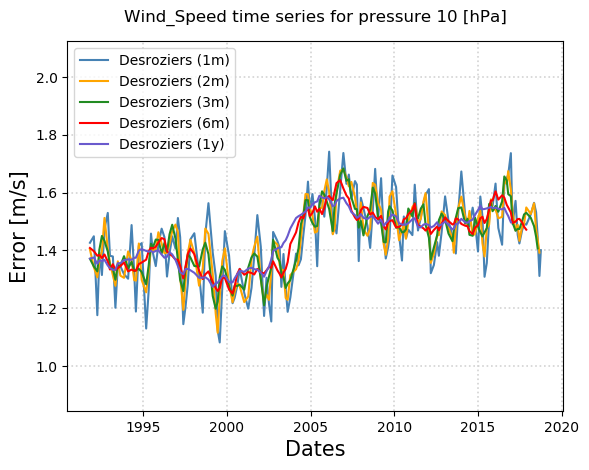 Wind_Speed time series for pressure 10 [hPa]
Desroziers (1m)
Desroziers (2m)
Desroziers (3m)
Desroziers (6m)
Desroziers (1y)
Error [m/s]
2.0
1.8
1.6
1.4
1.2
1.0
1995 2000 2005 2010 2015 2020
Dates